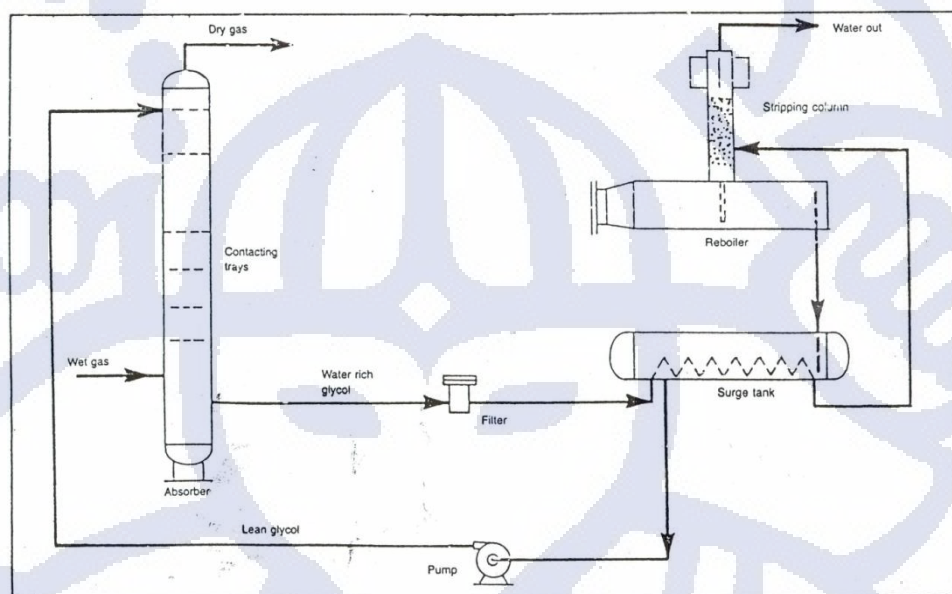 Dry gas
Water out
Stripping column
Contacting
trays
Reboiler
Wet gas
Water rich
glycol
Filter
Surge tank
Absorber
Lean glycol
Pump